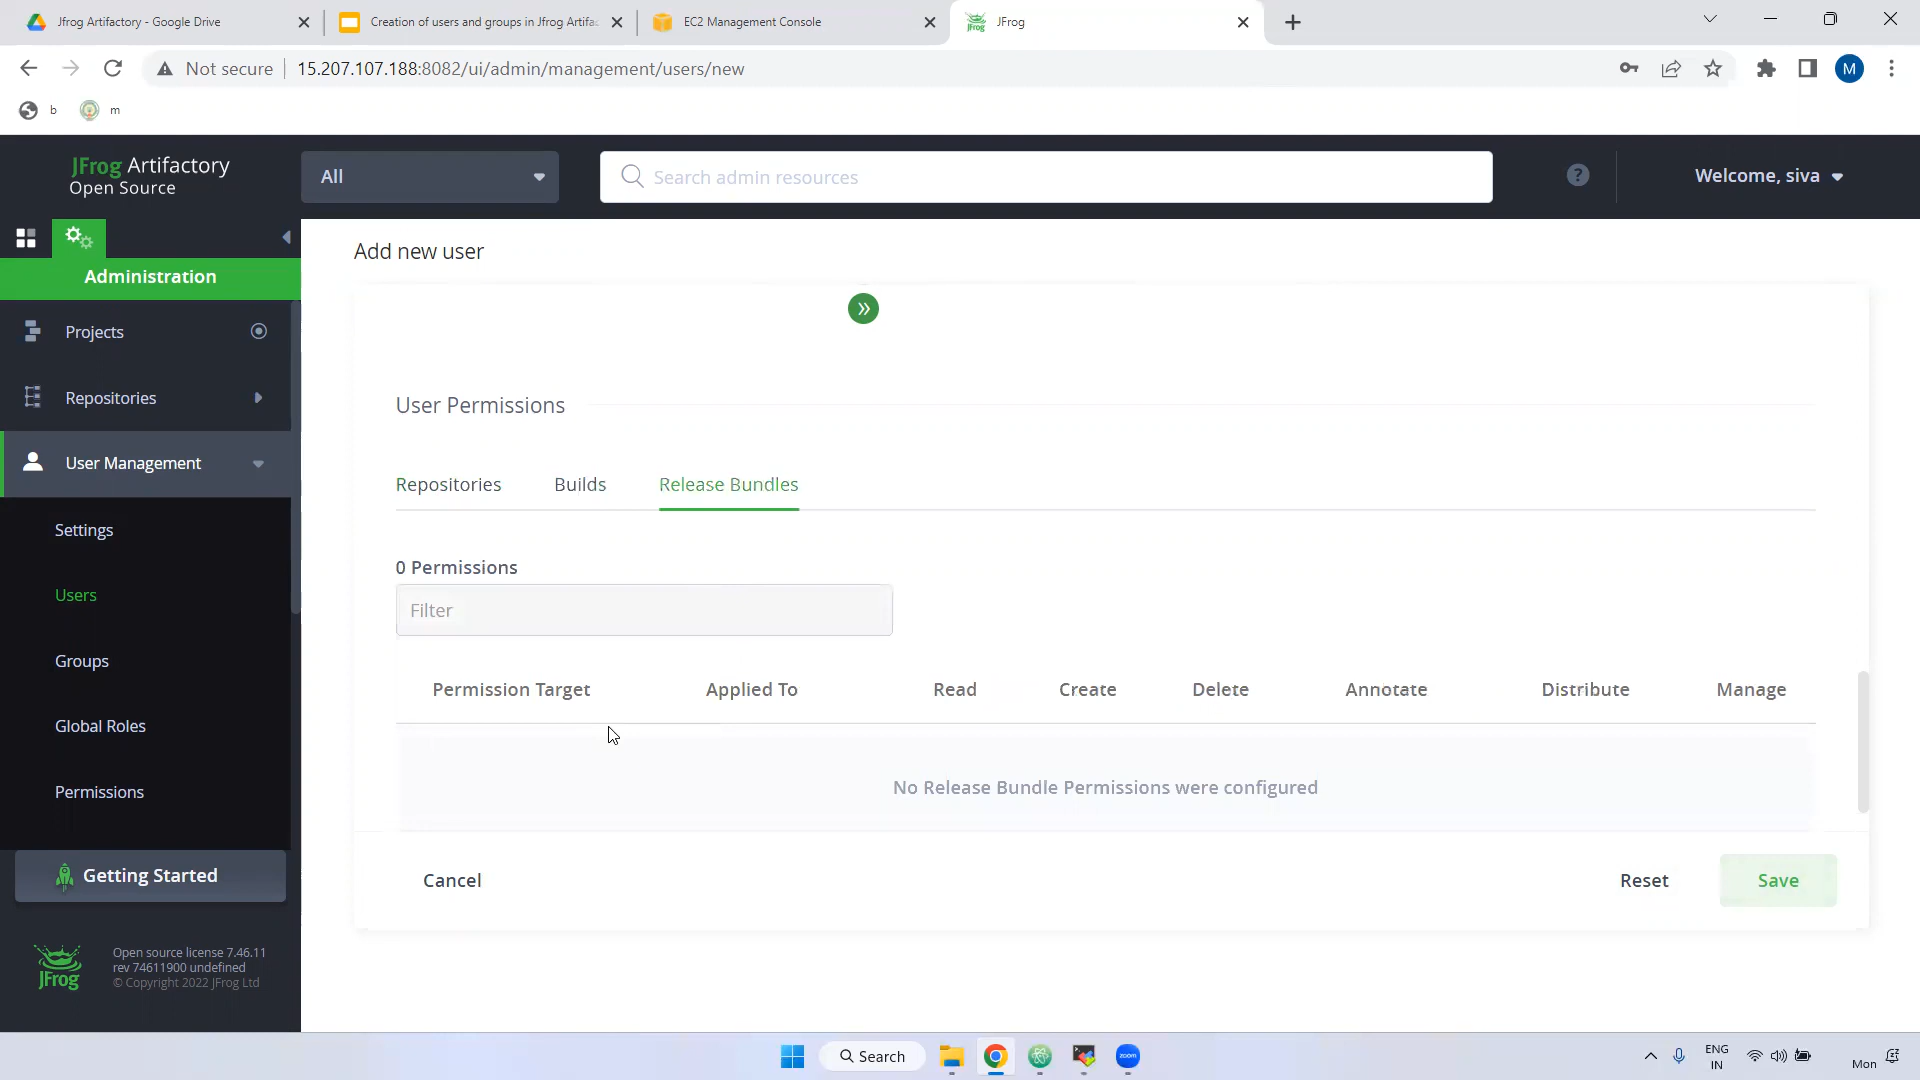 Jfrog Artifactory - Google Drive
Creation of users and groups in Jfrog Artifac
EC2 Management Console
JFrog
Not secure
15.207.107.188:8082/ui/admin/management/users/new
M
b
m
JFrog Artifactory
Open Source
All
Search admin resources
?
Welcome, siva
Administration
Projects
Repositories
User Management
Settings
Users
Groups
Global Roles
Permissions
Getting Started
JFrog
Open source license 7.46.11
rev 74611900 undefined
© Copyright 2022 JFrog Ltd
Add new user
User Permissions
Repositories
Builds
Release Bundles
0 Permissions
Filter
Permission Target
Applied To
Read
Create
Delete
Annotate
Distribute
Manage
No Release Bundle Permissions were configured
Cancel
Reset
Save
Search
zoom
ENG
IN
Mon